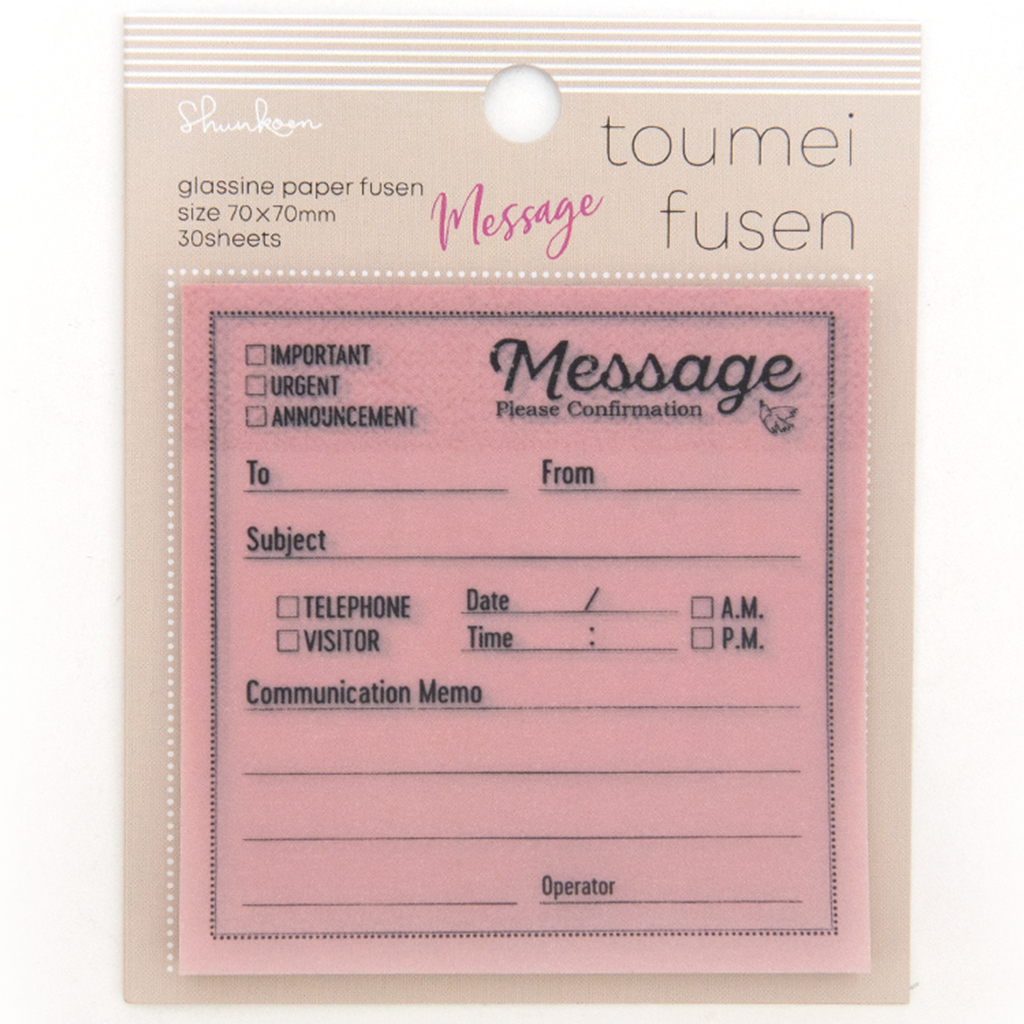 Shunkoen
toumei
fusen
glassine paper fusen
size 70×70mm
30sheets
Message
□IMPORTANT
□URGENT
□ANNOUNCEMENT
Message
Please Confirmation
To
From
Subject
□TELEPHONE
□VISITOR
Date /
Time :
□ A.M.
□ P.M.
Communication Memo
Operator